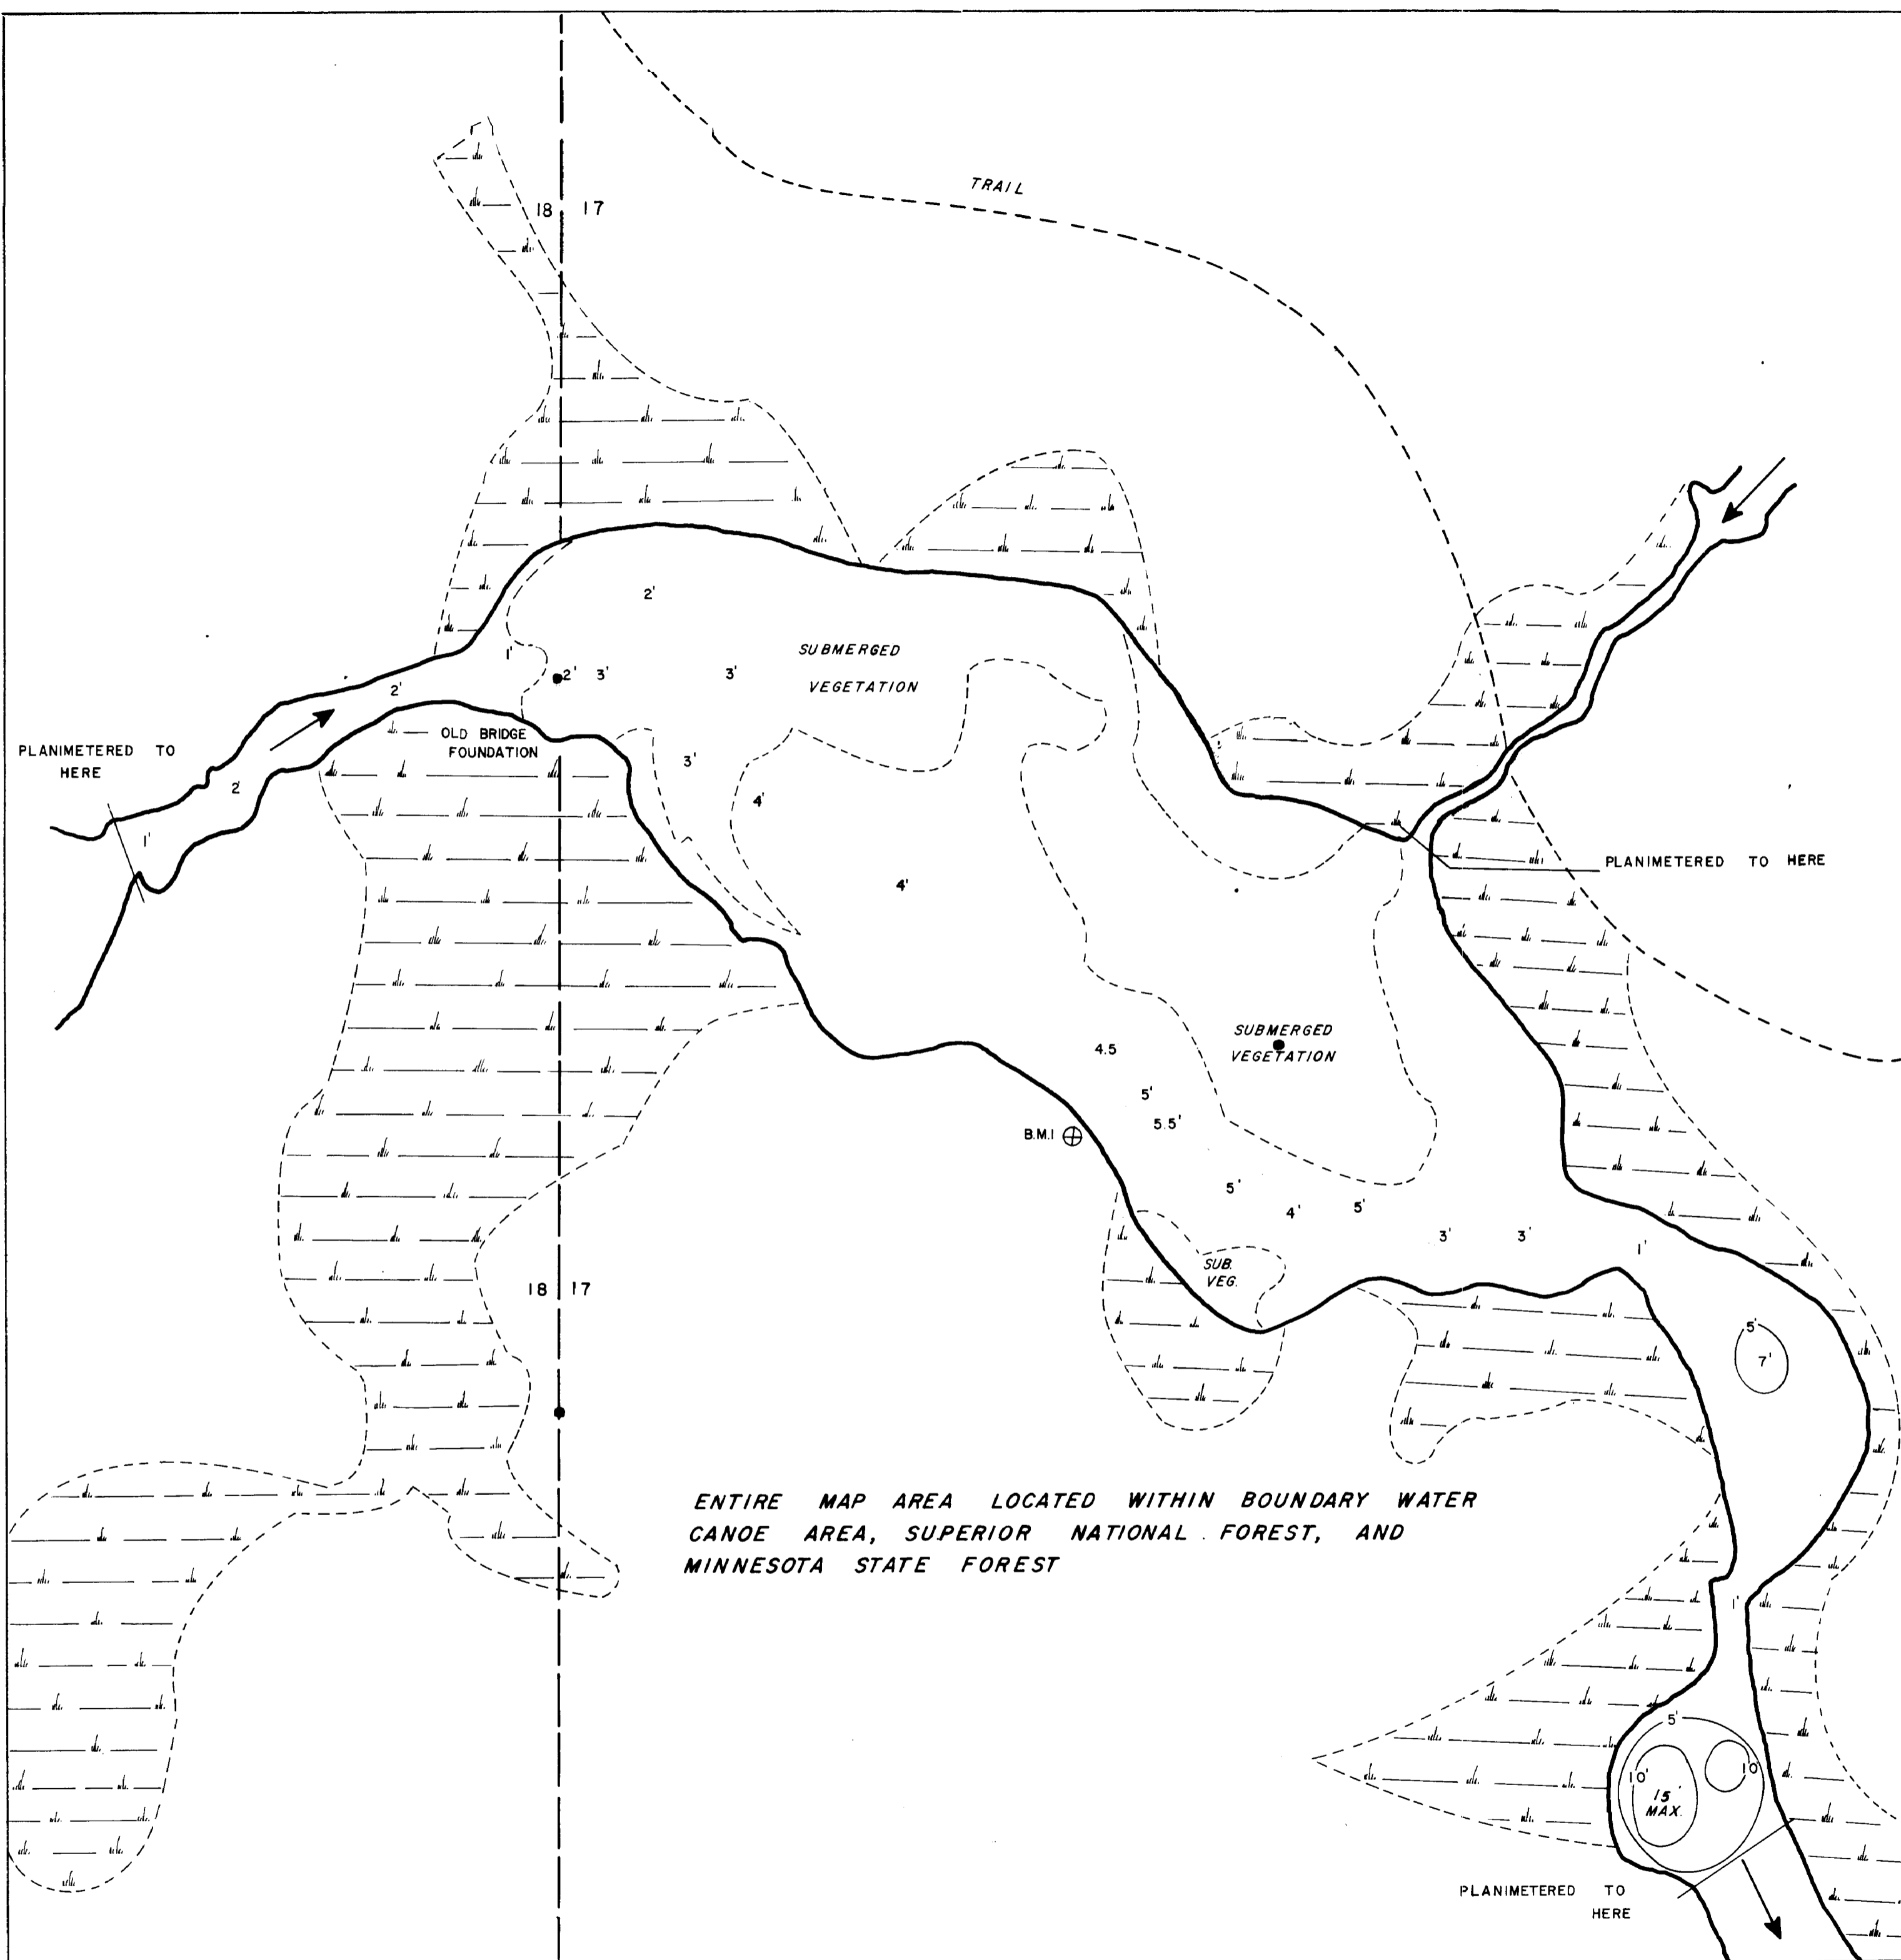 TRAIL
18 17
2'
SUBMERGED
VEGETATION
1'
2' 3' 3'
2'
OLD BRIDGE
FOUNDATION
PLANIMETERED TO
HERE
2'
3'
4'
1'
4'
PLANIMETERED TO HERE
SUBMERGED
VEGETATION
4.5
5'
5.5'
B.M.1
5'
4'
5'
3'
3'
1'
SUB.
VEG.
18 17
5'
7'
ENTIRE MAP AREA LOCATED WITHIN BOUNDARY WATER
CANOE AREA, SUPERIOR NATIONAL FOREST, AND
MINNESOTA STATE FOREST
1'
5'
10' 10'
15'
MAX.
PLANIMETERED TO
HERE